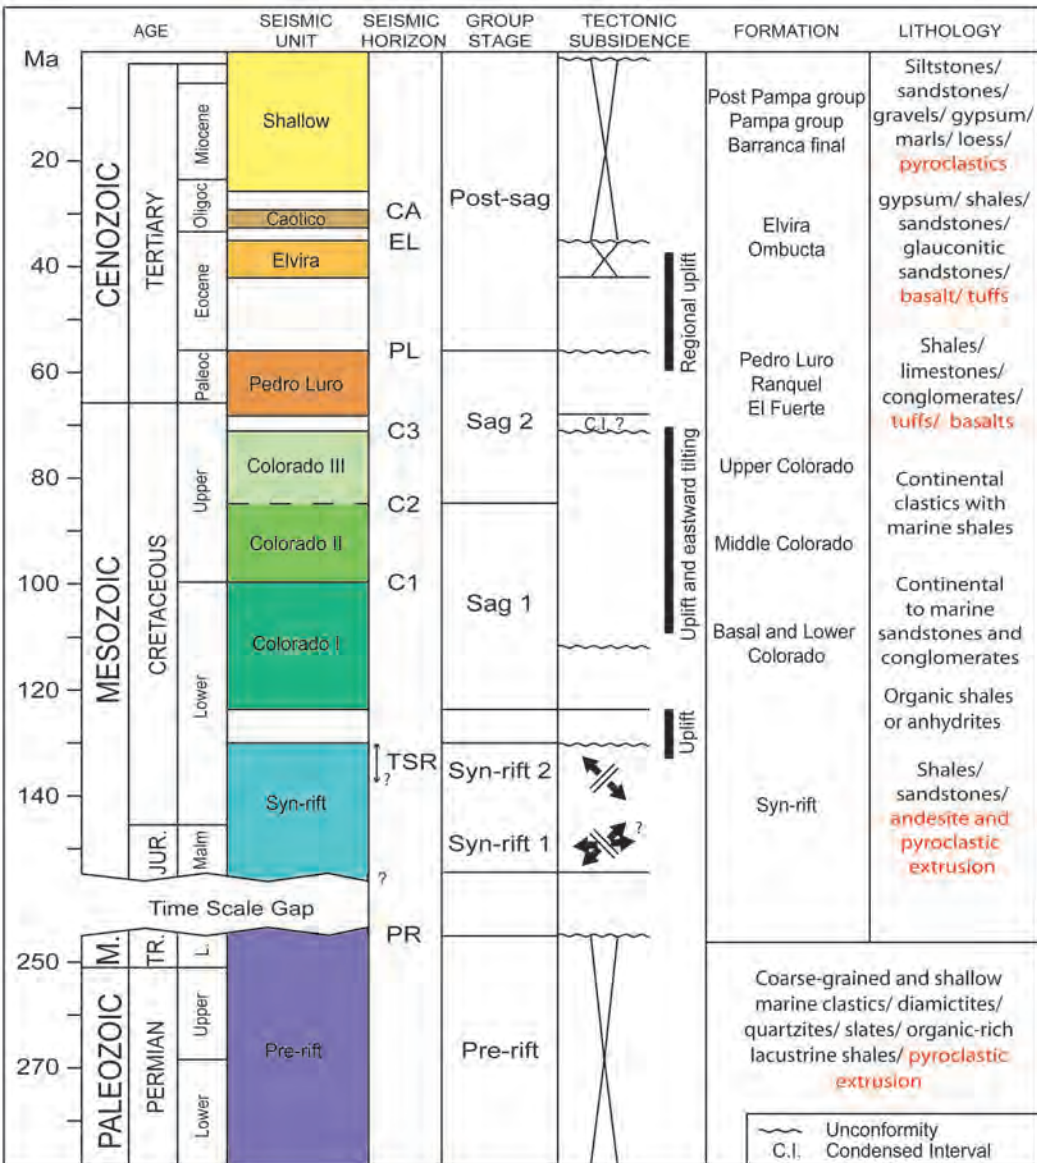 AGE
SEISMIC
UNIT
SEISMIC
HORIZON
GROUP
STAGE
TECTONIC
SUBSIDENCE
FORMATION
LITHOLOGY
Ma
20
40
60
80
100
120
140
250
270
CENOZOIC
MESOZOIC
M.
PALEOZOIC
TERTIARY
CRETACEOUS
JUR.
TR.
PERMIAN
Miocene
Oligoc
Eocene
Paleoc
Upper
Lower
Malm
L.
Upper
Lower
Shallow
Caótico
Elvira
Pedro Luro
Colorado III
Colorado II
Colorado I
Syn-rift
Time Scale Gap
Pre-rift
CA
EL
PL
C3
C2
C1
TSR
?
?
PR
Post-sag
Sag 2
Sag 1
Syn-rift 2
Syn-rift 1
Pre-rift
C.I. ?
?
Regional uplift
Uplift and eastward tilting
Uplift
Post Pampa group
Pampa group
Barranca final
Elvira
Ombucta
Pedro Luro
Ranquel
El Fuerte
Upper Colorado
Middle Colorado
Basal and Lower
Colorado
Syn-rift
Siltstones/
sandstones/
gravels/ gypsum/
marls/ loess/
pyroclastics
gypsum/ shales/
sandstones/
glauconitic
sandstones/
basalt/ tuffs
Shales/
limestones/
conglomerates/
tuffs/ basalts
Continental
clastics with
marine shales
Continental
to marine
sandstones and
conglomerates
Organic shales
or anhydrites
Shales/
sandstones/
andesite and
pyroclastic
extrusion
Coarse-grained and shallow
marine clastics/ diamictites/
quartzites/ slates/ organic-rich
lacustrine shales/ pyroclastic
extrusion
Unconformity
C.I. Condensed Interval